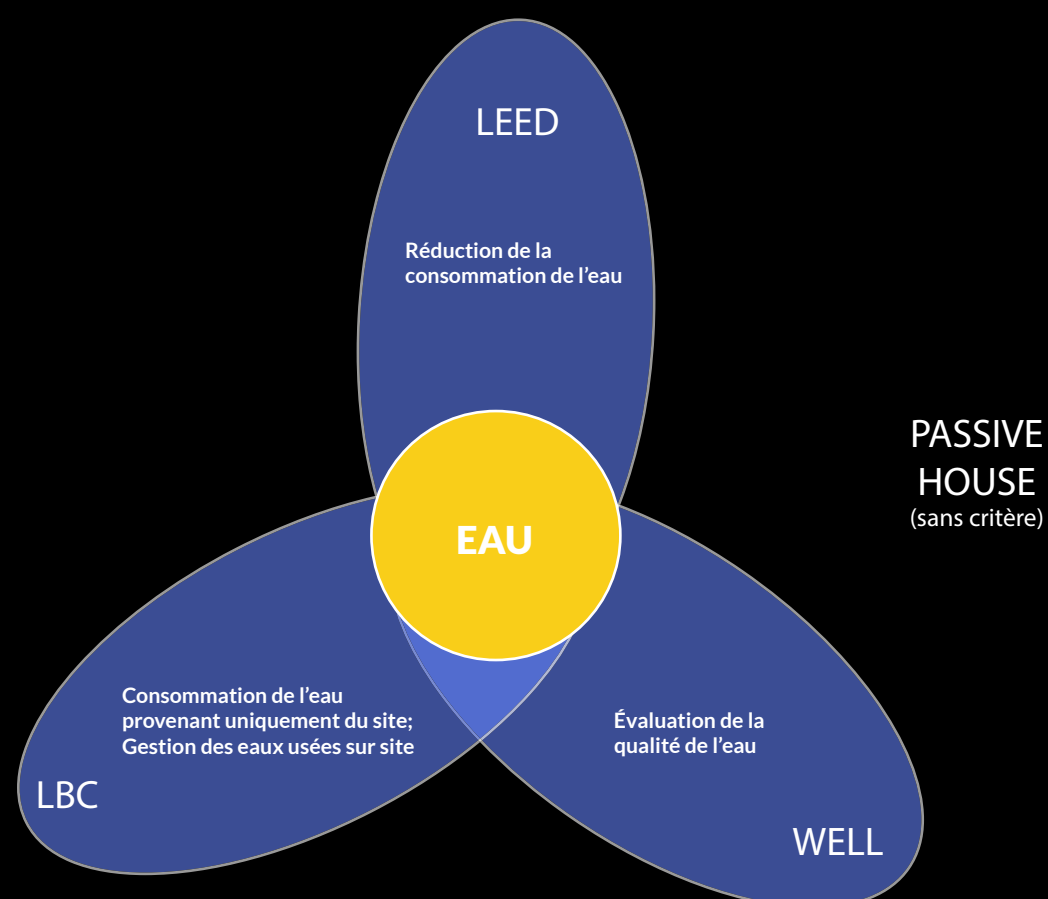 LEED
Réduction de la
consommation de l'eau
PASSIVE
HOUSE
(sans critère)
EAU
Consommation de l'eau
provenant uniquement du site;
Gestion des eaux usées sur site
LBC
Évaluation de la
qualité de l'eau
WELL